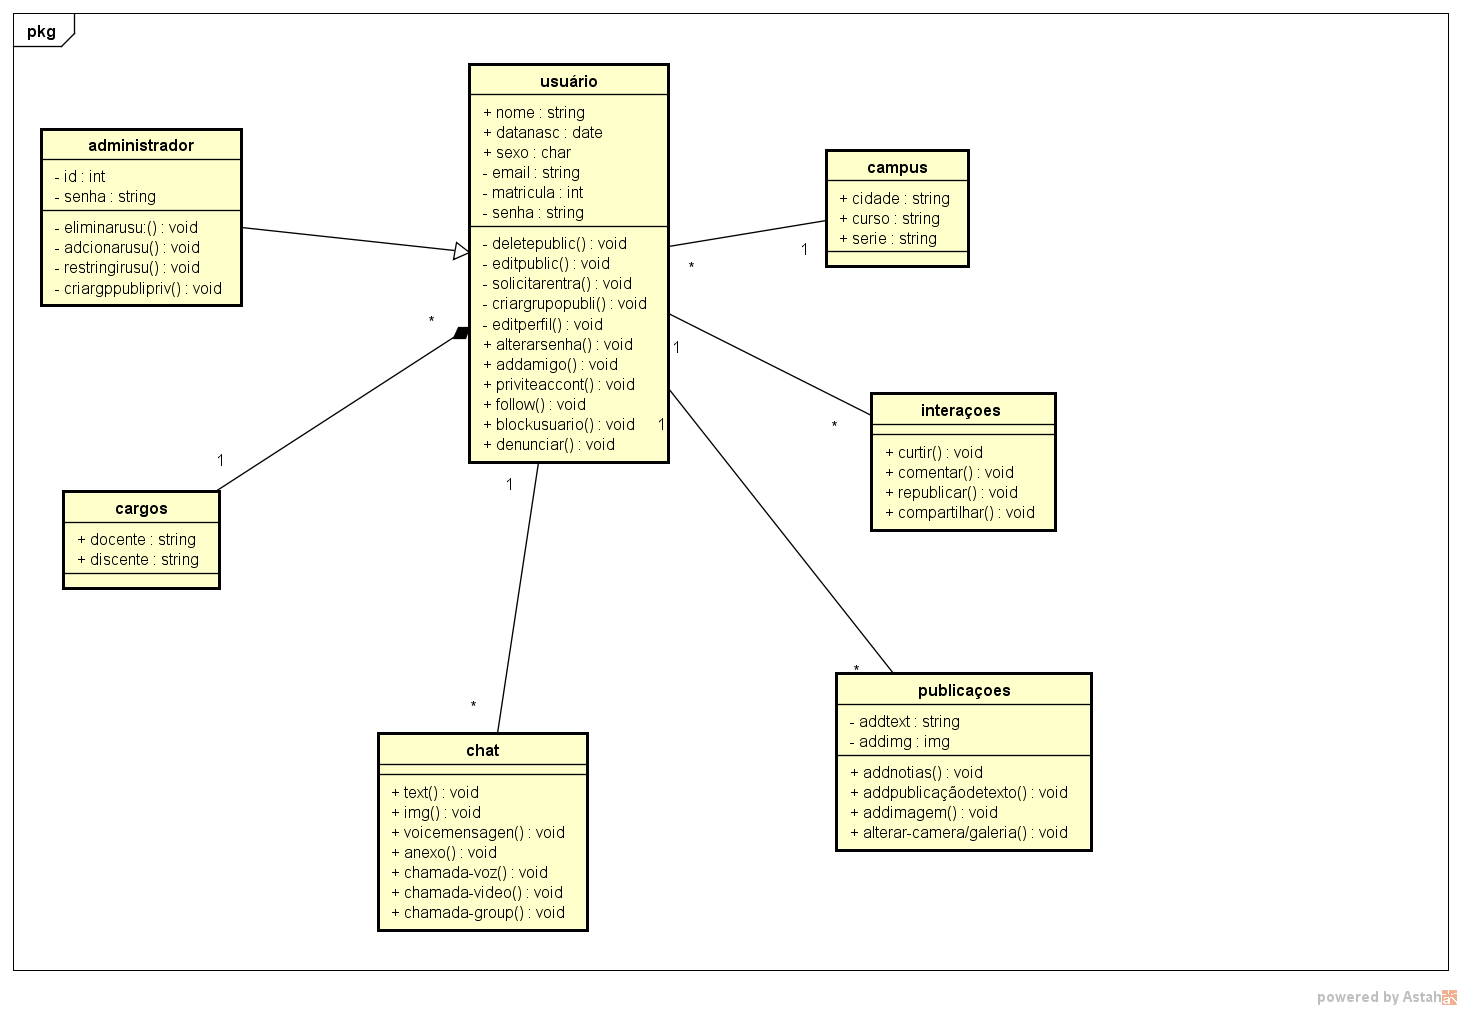 pkg
usuário
+ nome : string
+ datanasc : date
+ sexo : char
- email : string
- matricula : int
- senha : string
- deletepublic() : void
- editpublic() : void
- solicitarentra() : void
- criargrupopubli() : void
- editperfil() : void
+ alterarsenha() : void
+ addamigo() : void
+ priviteaccont() : void
+ follow() : void
+ blockusuario() : void
+ denunciar() : void
administrador
- id : int
- senha : string
- eliminarusu:() : void
- adcionarusu() : void
- restringirusu() : void
- criargppublipriv() : void
campus
+ cidade : string
+ curso : string
+ serie : string
1
*
*
1
1
*
interaçoes
+ curtir() : void
+ comentar() : void
+ republicar() : void
+ compartilhar() : void
1
1
*
cargos
+ docente : string
+ discente : string
*
publicaçoes
- addtext : string
- addimg : img
+ addnotias() : void
+ addpublicaçãodetexto() : void
+ addimagem() : void
+ alterar-camera/galeria() : void
*
chat
+ text() : void
+ img() : void
+ voicemensagen() : void
+ anexo() : void
+ chamada-voz() : void
+ chamada-video() : void
+ chamada-group() : void
powered by Astah